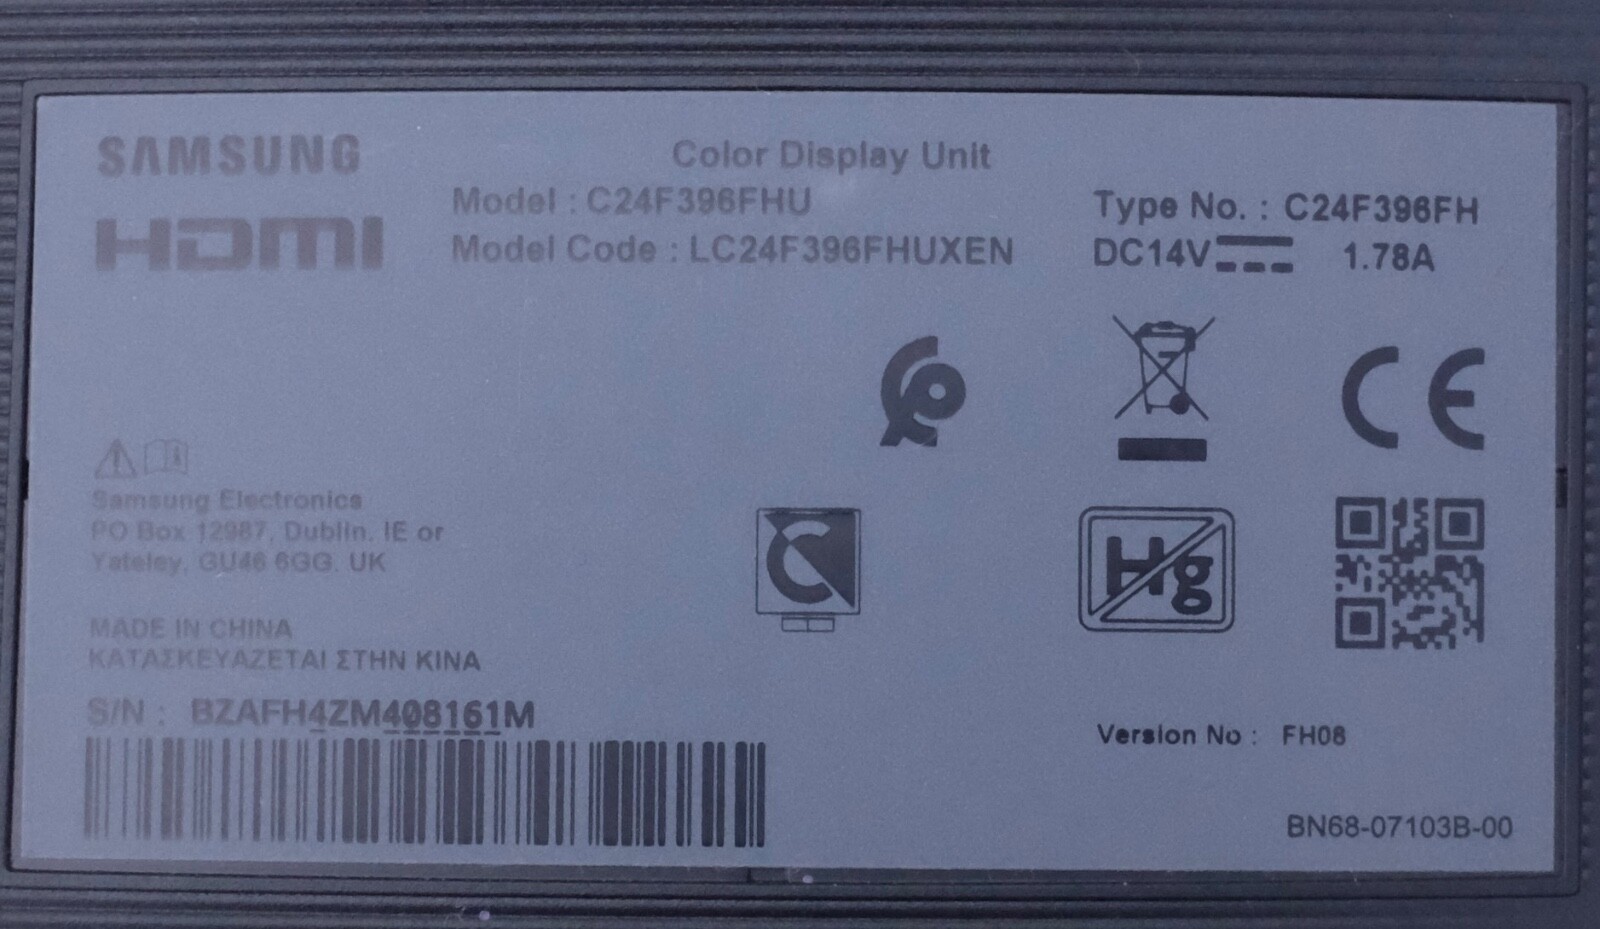 SAMSUNG
HDMI
Color Display Unit
Model : C24F396FHU
Model Code : LC24F396FHUXEN
Type No. : C24F396FH
DC14V 1.78A
CE
Samsung Electronics
PO Box 12987, Dublin. IE or
Yateley, GU46 6GG. UK
C
Hg
MADE IN CHINA
ΚΑΤΑΣΚΕΥΑΖΕΤΑΙ ΣΤΗΝ ΚΙΝΑ
S/N : BZAFH4ZM408161M
Version No : FH08
BN68-07103B-00